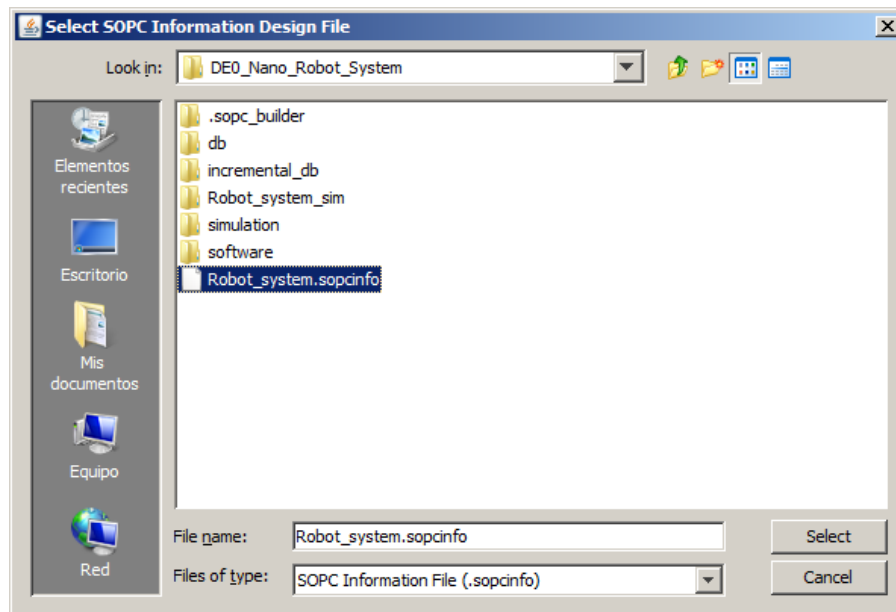 Select SOPC Information Design File
Look in:
DE0_Nano_Robot_System
Elementos
recientes
Escritorio
Mis
documentos
Equipo
Red
.sopc_builder
db
incremental_db
Robot_system_sim
simulation
software
Robot_system.sopcinfo
File name:
Robot_system.sopcinfo
Select
Files of type:
SOPC Information File (.sopcinfo)
Cancel